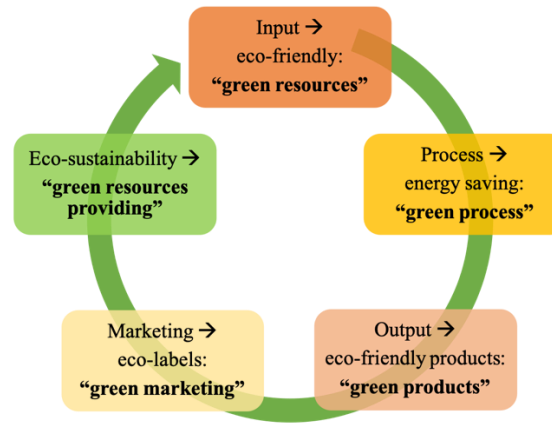 Input →
eco-friendly:
“green resources”
Process →
energy saving:
“green process”
Output →
eco-friendly products:
“green products”
Marketing →
eco-labels:
“green marketing”
Eco-sustainability →
“green resources
providing”